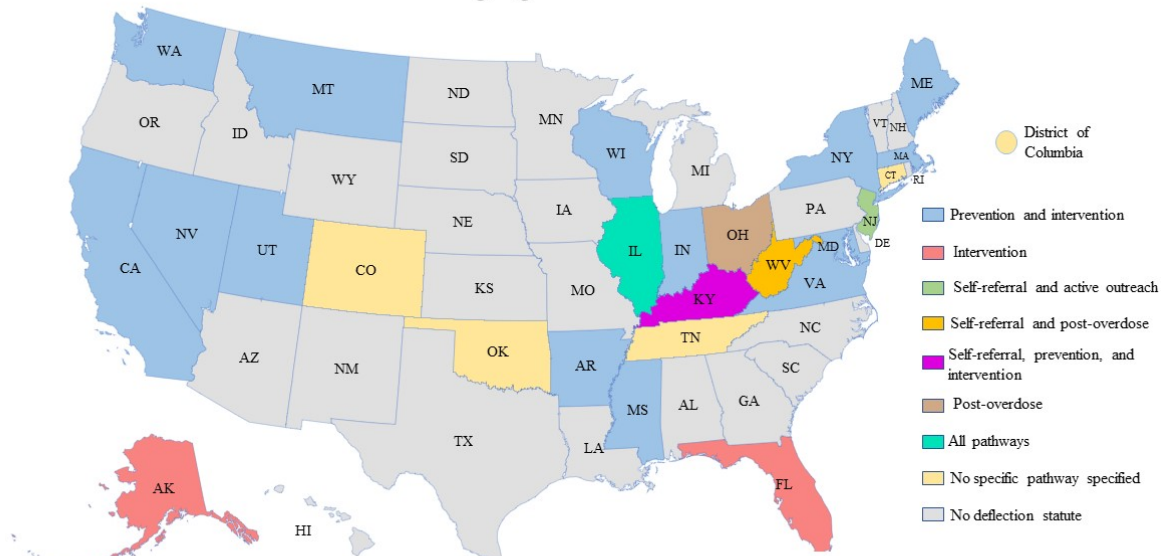 WA
MT
ND
MN
ME
OR
ID
VT
NH
SD
WI
NY
MA
District of
Columbia
WY
MI
CT
RI
IA
PA
NE
NJ
Prevention and intervention
NV
OH
UT
IL
IN
MD
DE
Intervention
CA
CO
WV
KS
MO
VA
Self-referral and active outreach
KY
NC
Self-referral and post-overdose
TN
AZ
OK
NM
AR
SC
Self-referral, prevention, and
intervention
MS
AL
GA
Post-overdose
TX
LA
All pathways
AK
FL
No specific pathway specified
HI
No deflection statute